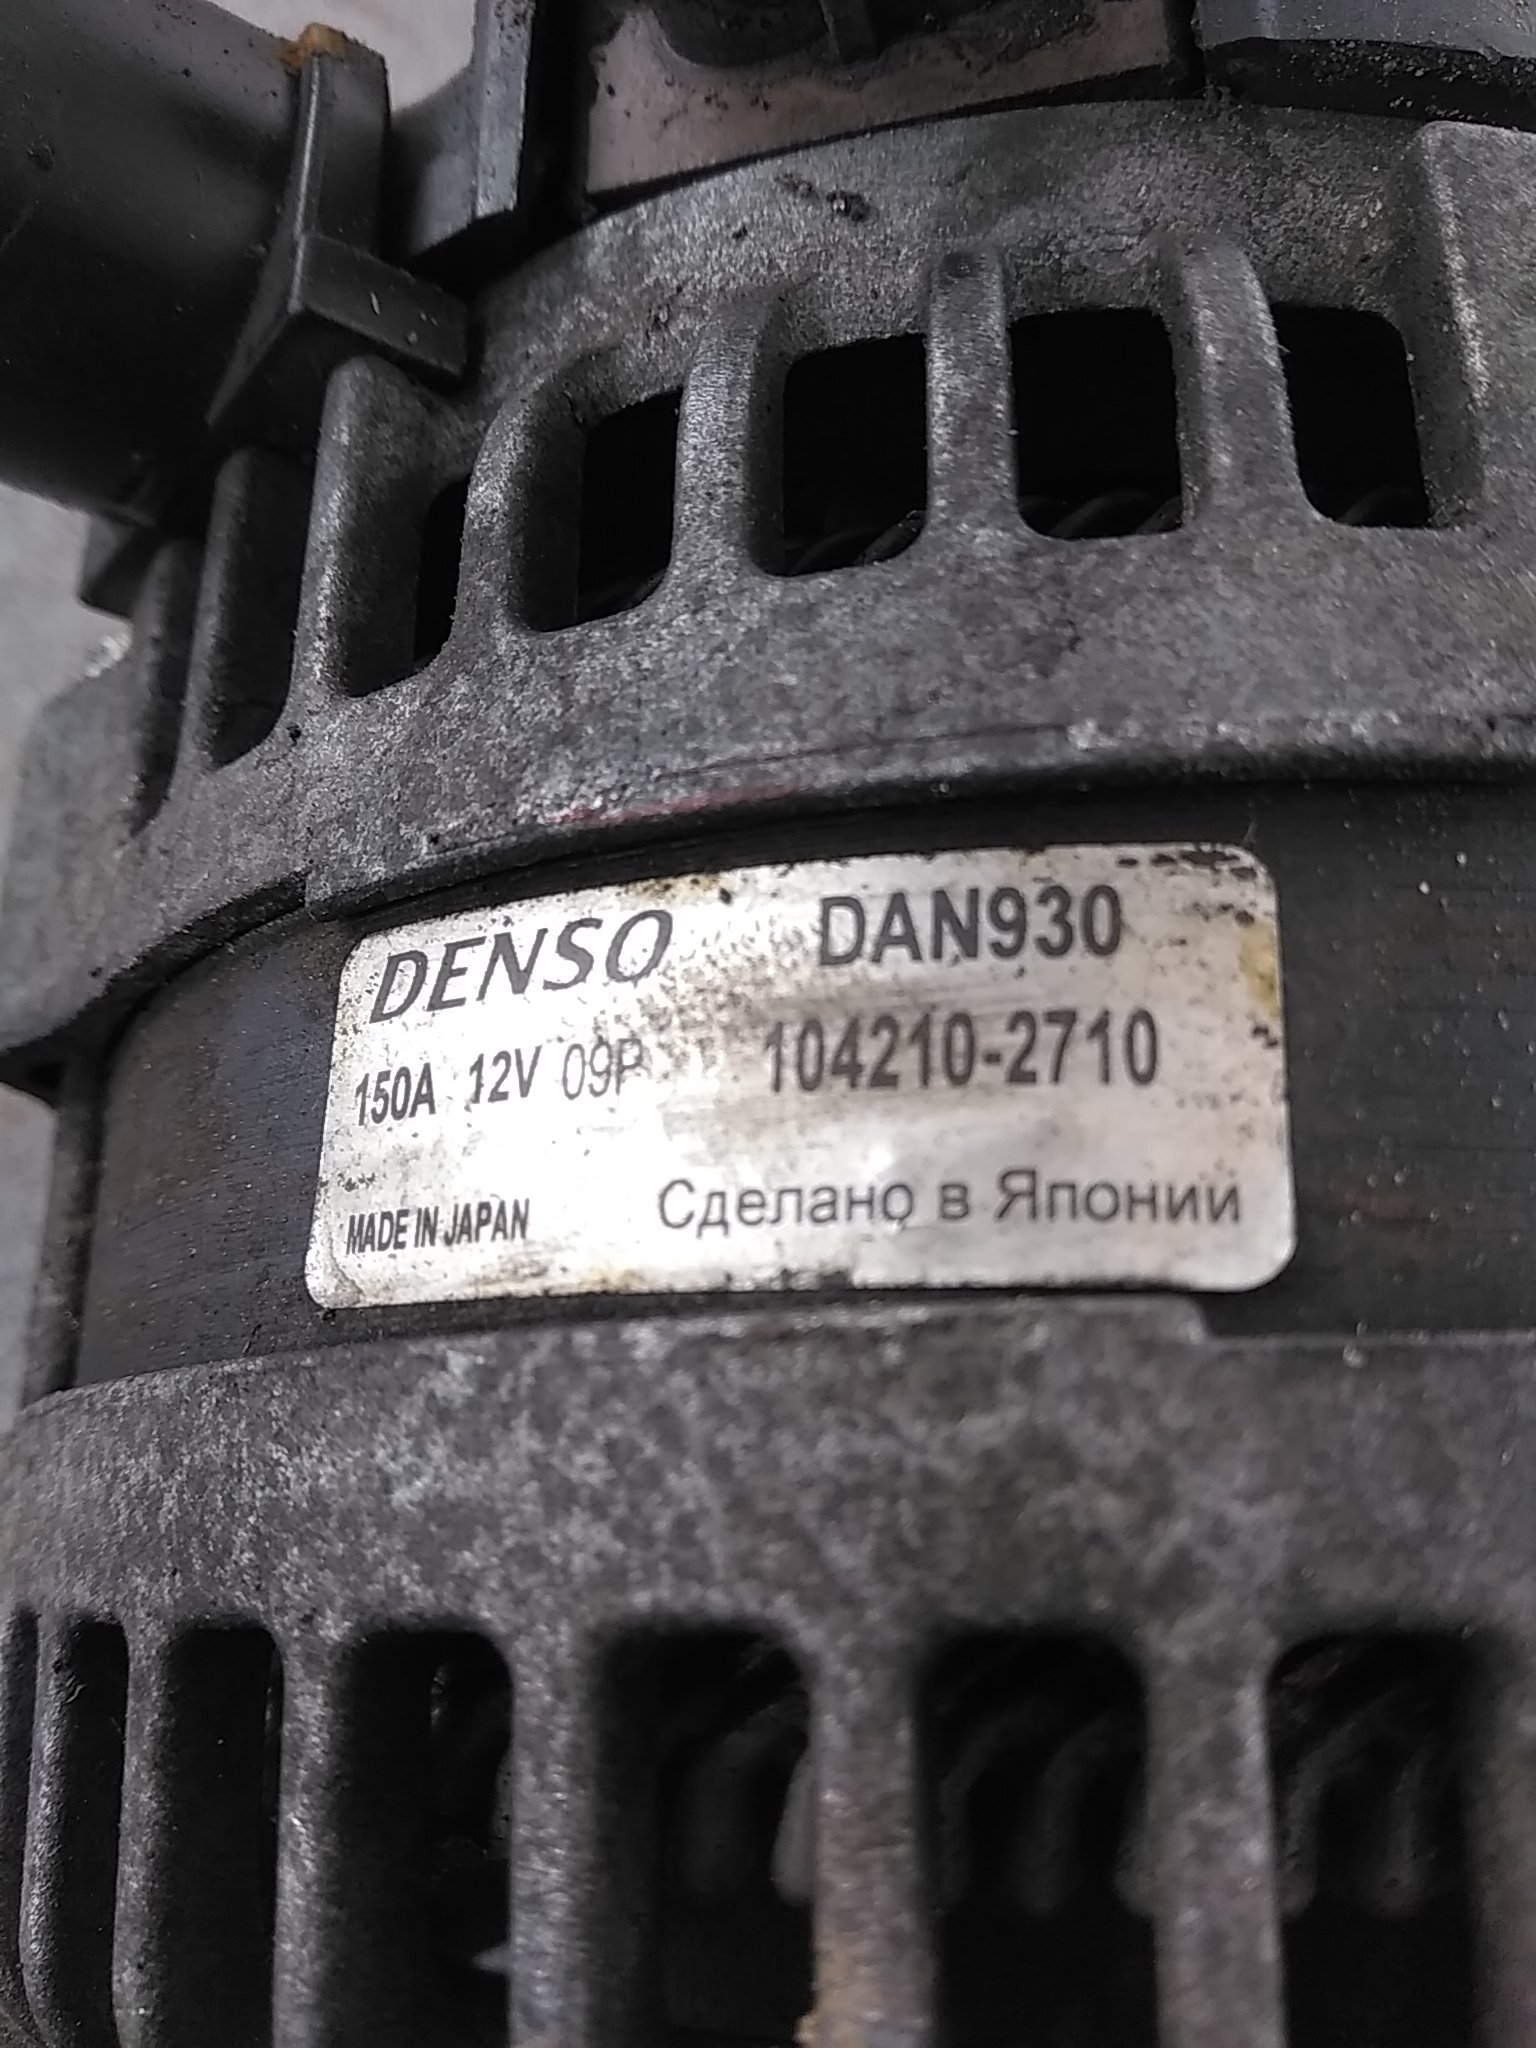 DENSO DAN930
150A 12V 09P 104210-2710
MADE IN JAPAN Сделано в Японии